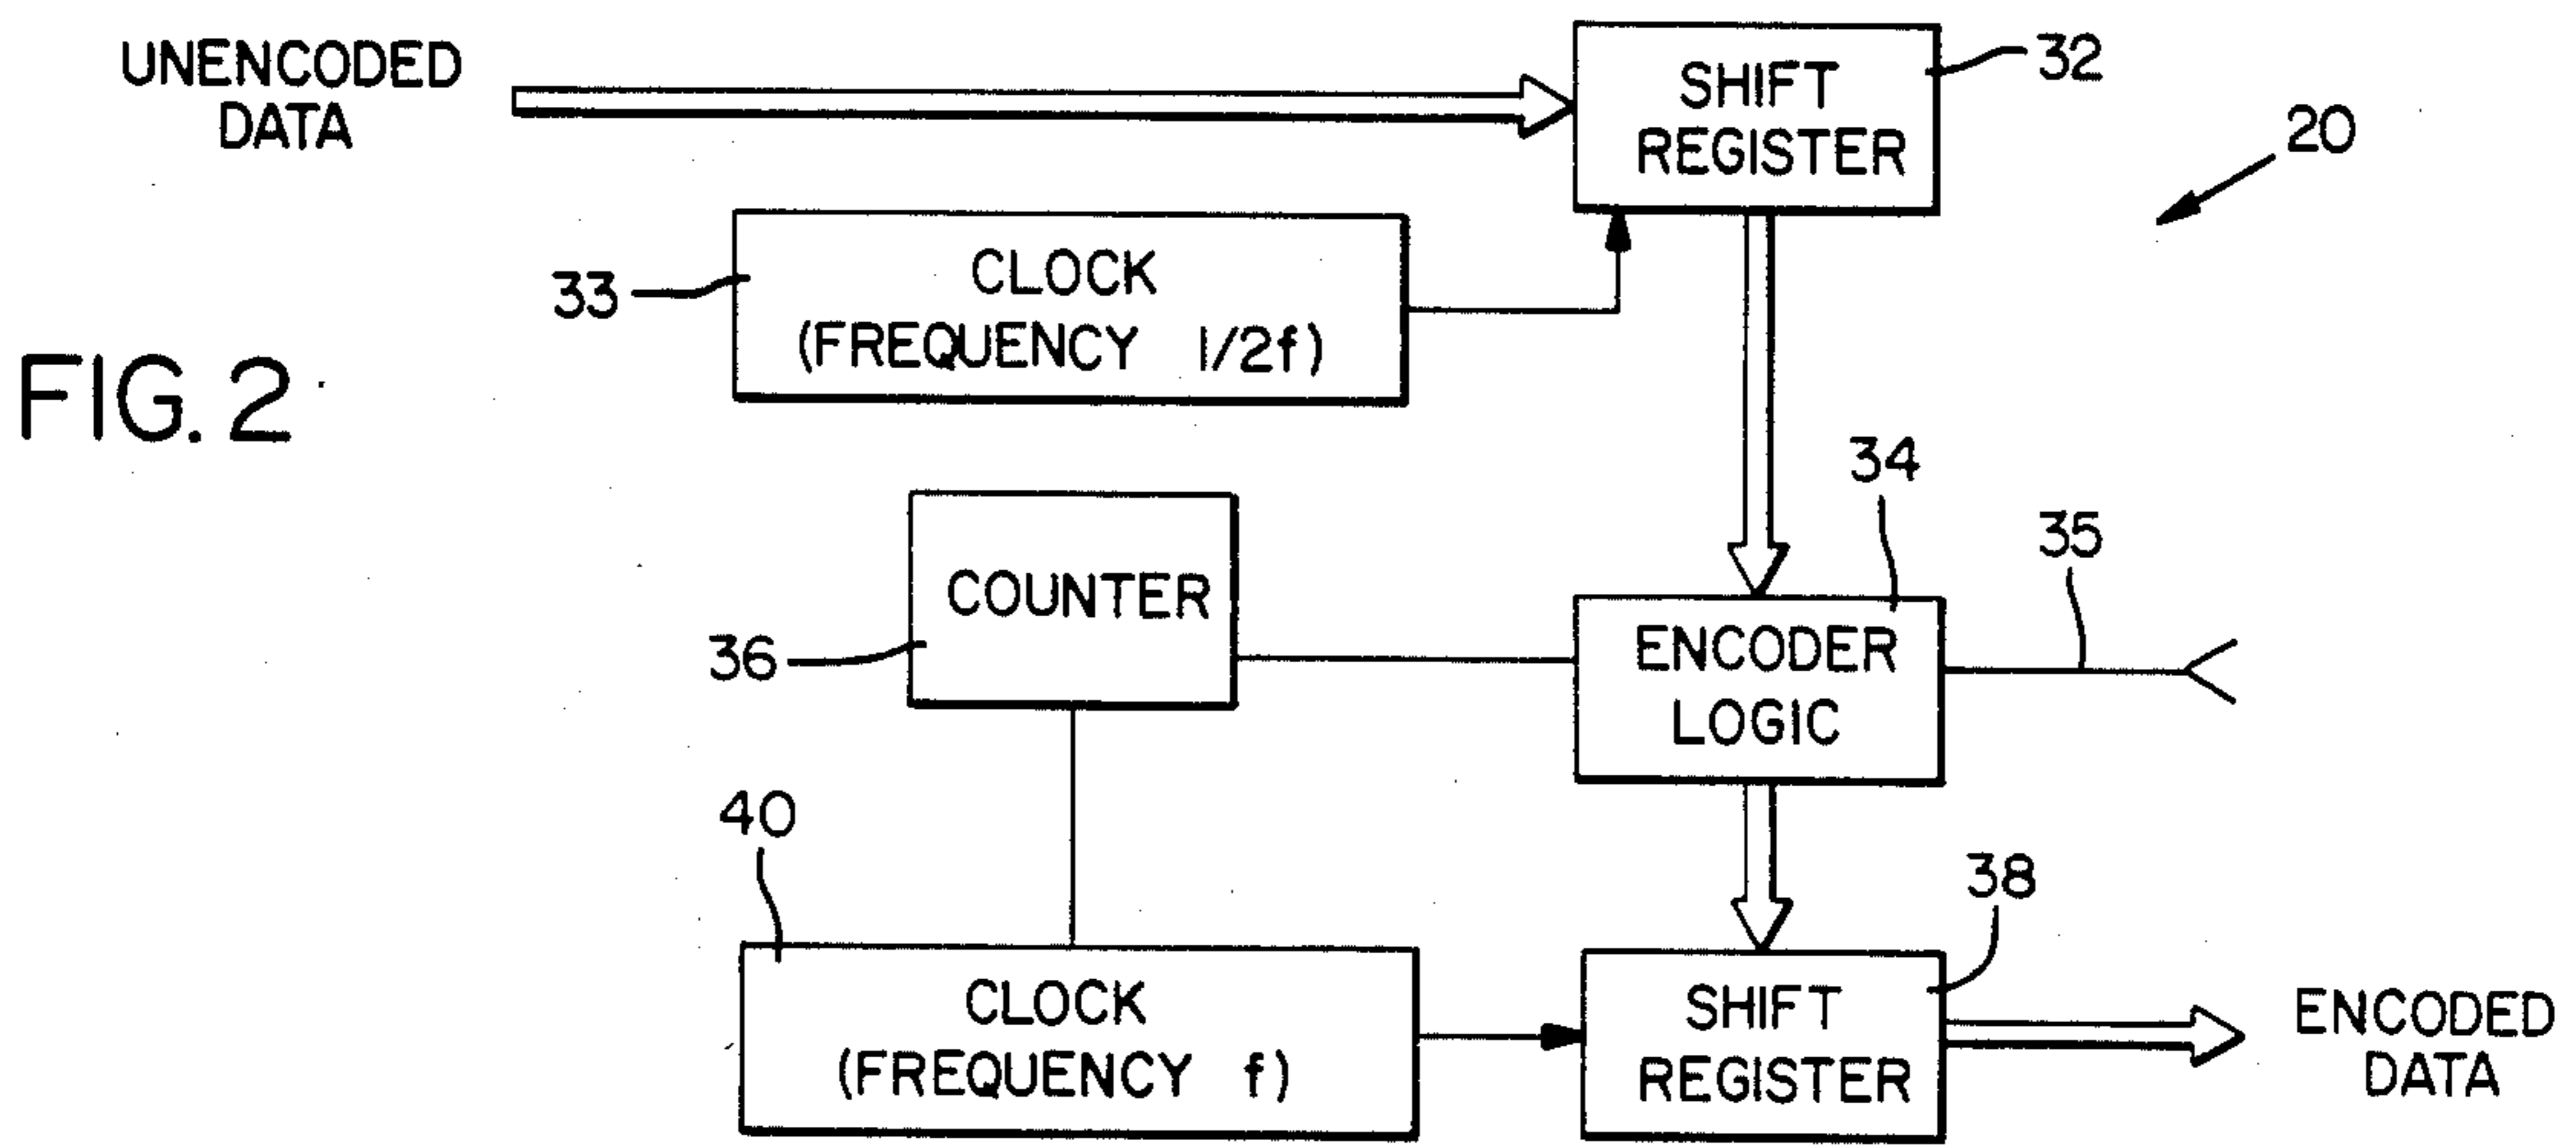 UNENCODED
DATA
SHIFT
REGISTER
32
20
33
CLOCK
(FREQUENCY 1/2f)
FIG. 2
34
35
COUNTER
36
ENCODER
LOGIC
40
38
CLOCK
(FREQUENCY f)
SHIFT
REGISTER
ENCODED
DATA